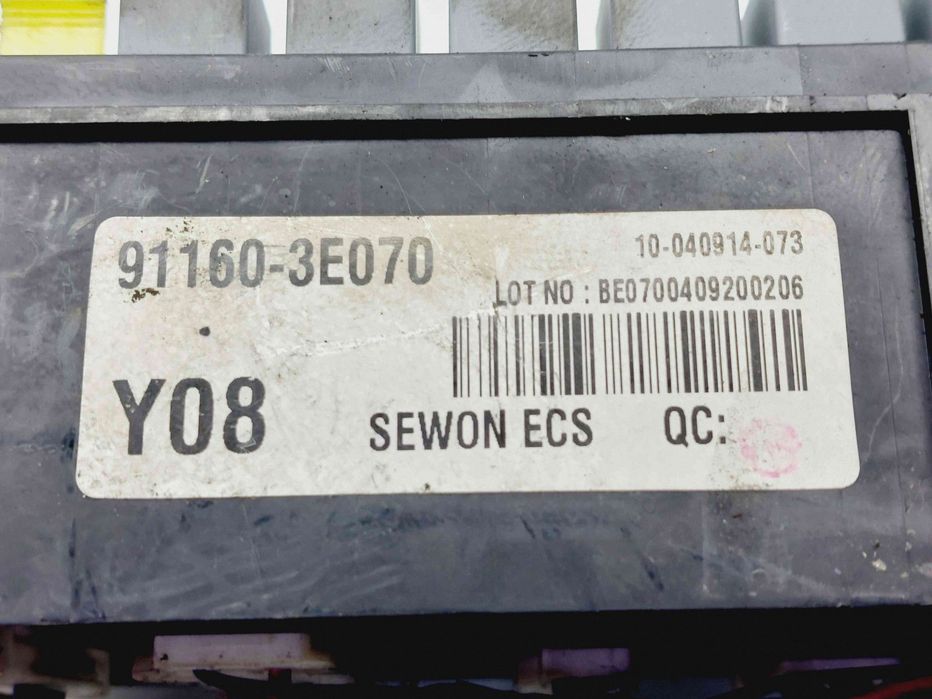 91160-3E070
10-040914-073
LOT NO : BE0700409200206
Y08
SEWON ECS
QC: